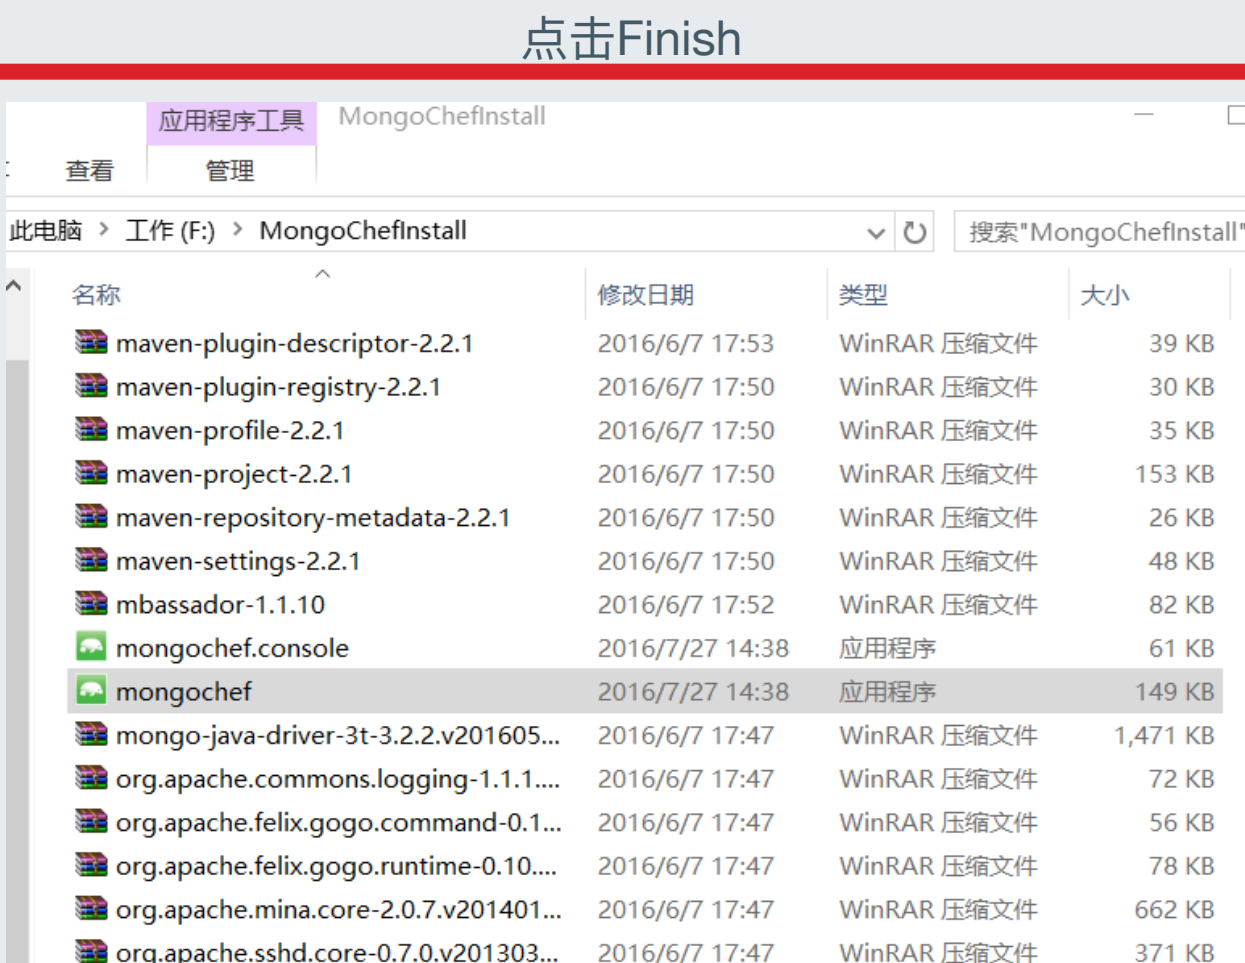 点击Finish
应用程序工具 MongoChefInstall
查看 管理
此电脑 > 工作 (F:) > MongoChefInstall 搜索"MongoChefInstall"
名称 修改日期 类型 大小
maven-plugin-descriptor-2.2.1 2016/6/7 17:53 WinRAR 压缩文件 39 KB
maven-plugin-registry-2.2.1 2016/6/7 17:50 WinRAR 压缩文件 30 KB
maven-profile-2.2.1 2016/6/7 17:50 WinRAR 压缩文件 35 KB
maven-project-2.2.1 2016/6/7 17:50 WinRAR 压缩文件 153 KB
maven-repository-metadata-2.2.1 2016/6/7 17:50 WinRAR 压缩文件 26 KB
maven-settings-2.2.1 2016/6/7 17:50 WinRAR 压缩文件 48 KB
mbassador-1.1.10 2016/6/7 17:52 WinRAR 压缩文件 82 KB
mongochef.console 2016/7/27 14:38 应用程序 61 KB
mongochef 2016/7/27 14:38 应用程序 149 KB
mongo-java-driver-3t-3.2.2.v201605... 2016/6/7 17:47 WinRAR 压缩文件 1,471 KB
org.apache.commons.logging-1.1.1.... 2016/6/7 17:47 WinRAR 压缩文件 72 KB
org.apache.felix.gogo.command-0.1... 2016/6/7 17:47 WinRAR 压缩文件 56 KB
org.apache.felix.gogo.runtime-0.10.... 2016/6/7 17:47 WinRAR 压缩文件 78 KB
org.apache.mina.core-2.0.7.v201401... 2016/6/7 17:47 WinRAR 压缩文件 662 KB
org.apache.sshd.core-0.7.0.v201303... 2016/6/7 17:47 WinRAR 压缩文件 371 KB